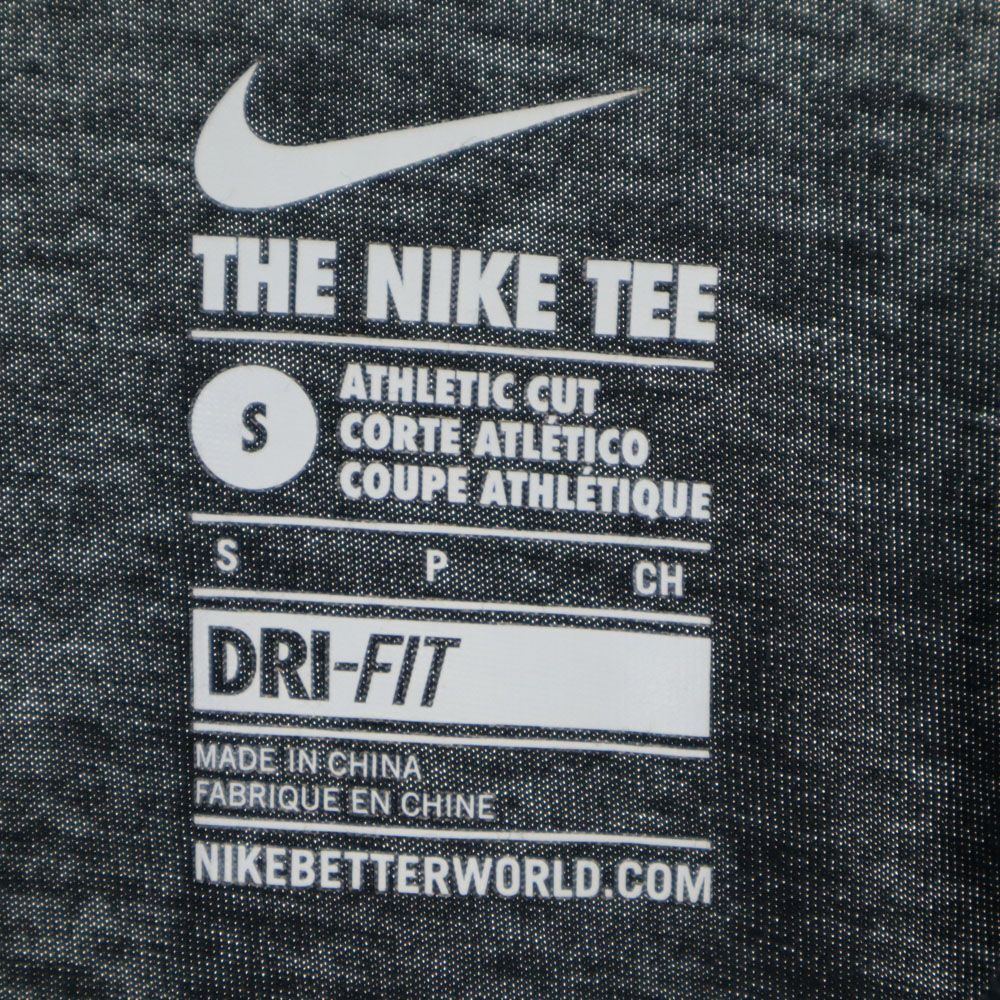 THE NIKE TEE
S
ATHLETIC CUT
CORTE ATLÉTICO
COUPE ATHLÉTIQUE
S P CH
DRI-FIT
MADE IN CHINA
FABRIQUE EN CHINE
NIKEBETTERWORLD.COM